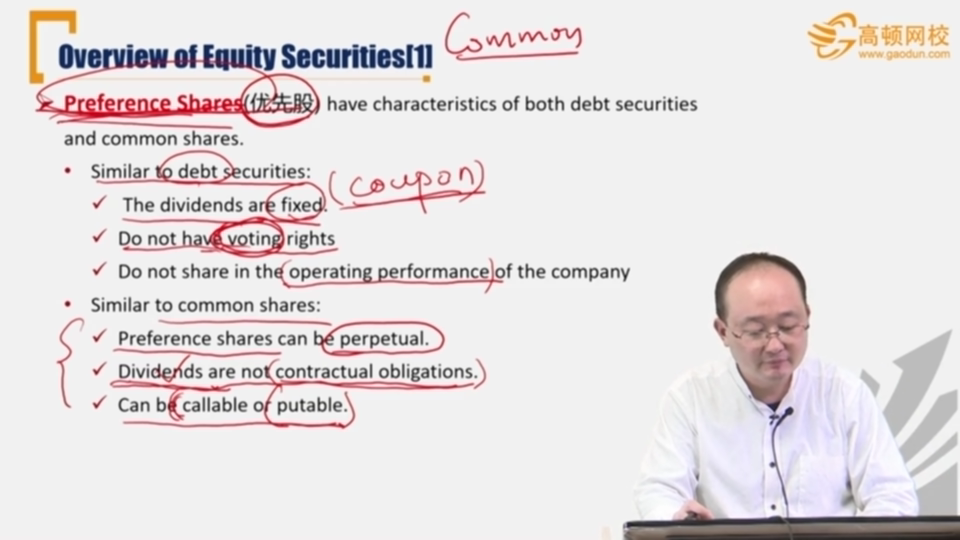 Overview of Equity Securities[1]
Common
高顿网校
www.gaodun.com
➤ Preference Shares(优先股) have characteristics of both debt securities
and common shares.
• Similar to debt securities:
(coupon)
✓ The dividends are fixed.
✓ Do not have voting rights
✓ Do not share in the operating performance of the company
• Similar to common shares:
✓ Preference shares can be perpetual.
✓ Dividends are not contractual obligations.
✓ Can be callable or putable.